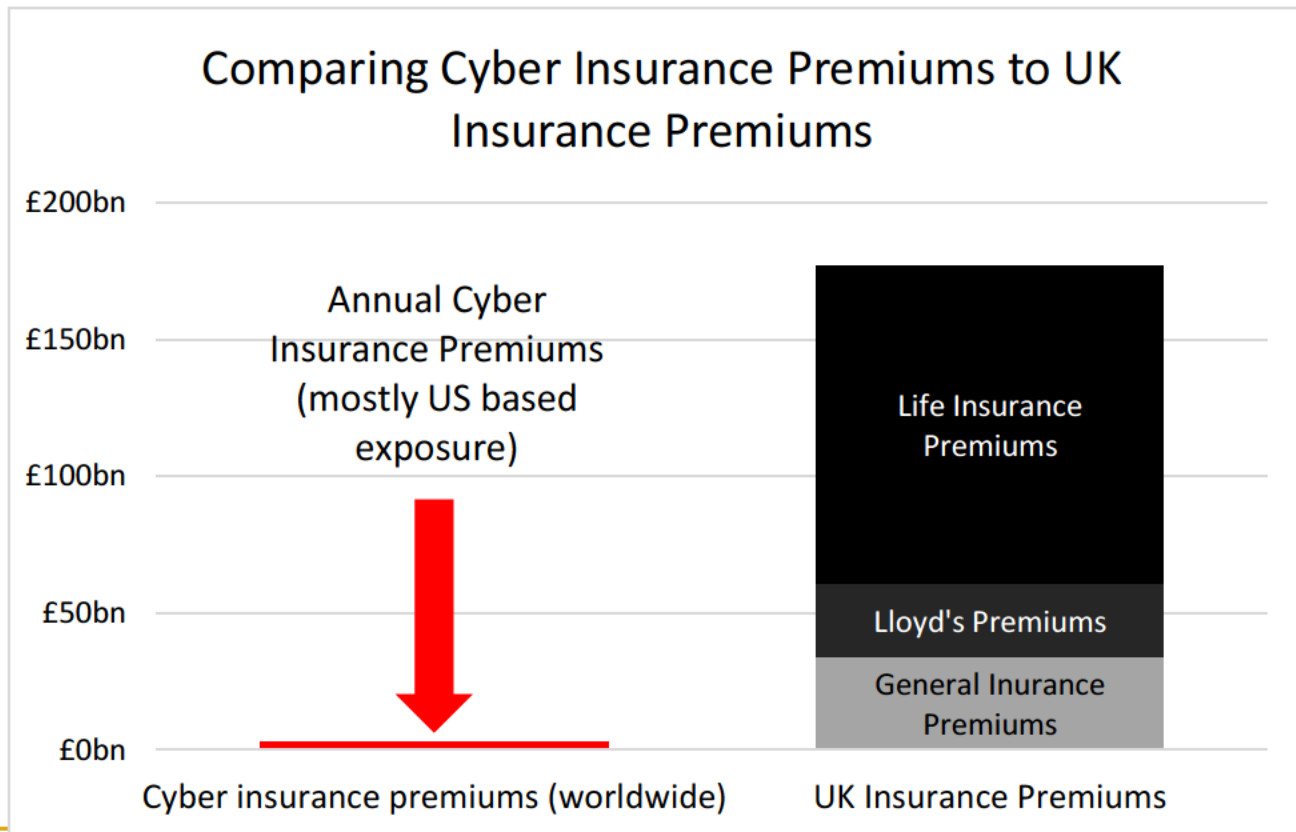 Comparing Cyber Insurance Premiums to UK
Insurance Premiums
£200bn
£150bn
£100bn
£50bn
£0bn
Annual Cyber
Insurance Premiums
(mostly US based
exposure)
Life Insurance
Premiums
Lloyd's Premiums
General Inurance
Premiums
Cyber insurance premiums (worldwide)
UK Insurance Premiums